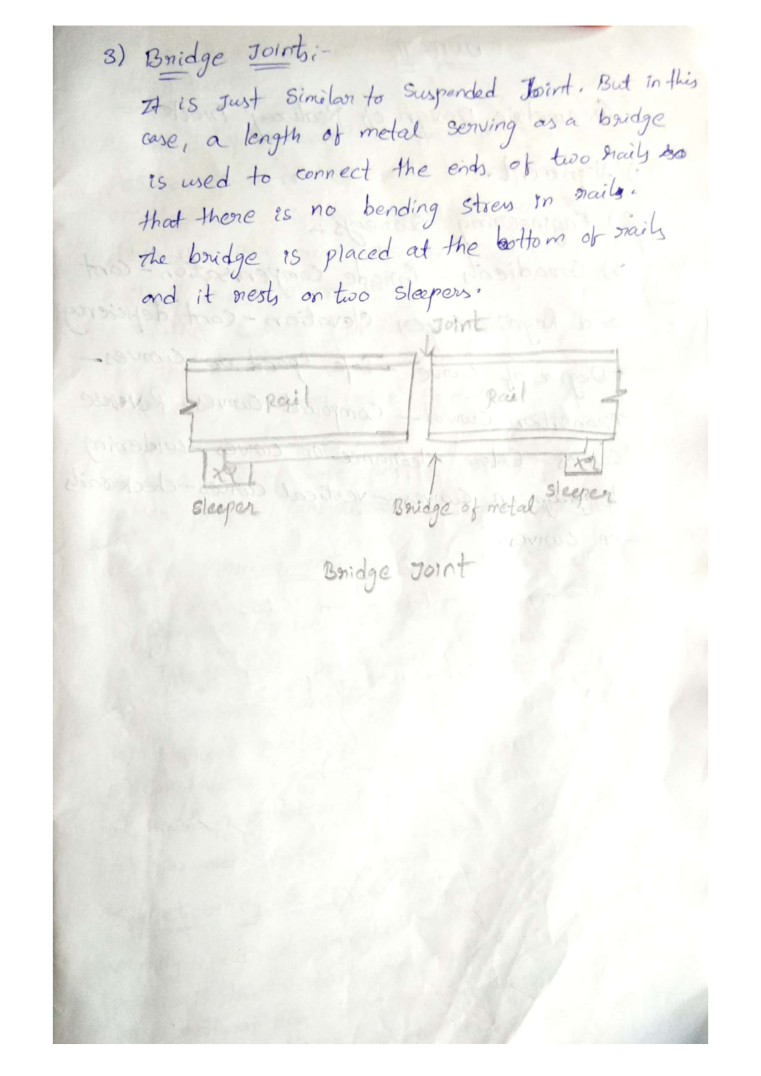 3) Bridge Joints:-
It is Just Similar to Suspended Joint. But in this
case, a length of metal serving as a bridge
is used to connect the ends of two rails so
that there is no bending stress in rails.
The bridge is placed at the bottom of rails
and it rests on two sleepers.
Joint
Rail
Rail
Sleeper
Bridge of metal
Sleeper
Bridge Joint